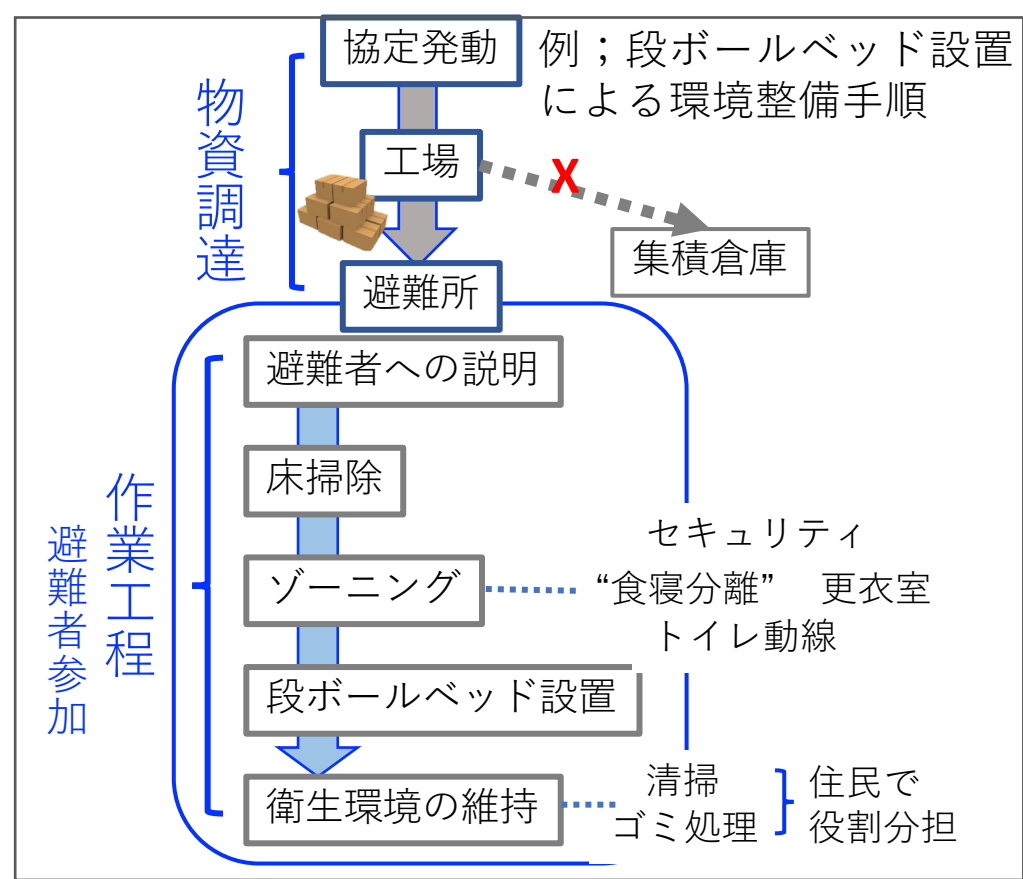 協定発動
例；段ボールベッド設置
による環境整備手順
物資調達
工場
X
集積倉庫
避難所
避難者への説明
床掃除
作業工程
避難者参加
ゾーニング
セキュリティ
“食寝分離” 更衣室
トイレ動線
段ボールベッド設置
衛生環境の維持
清掃
ゴミ処理
住民で
役割分担